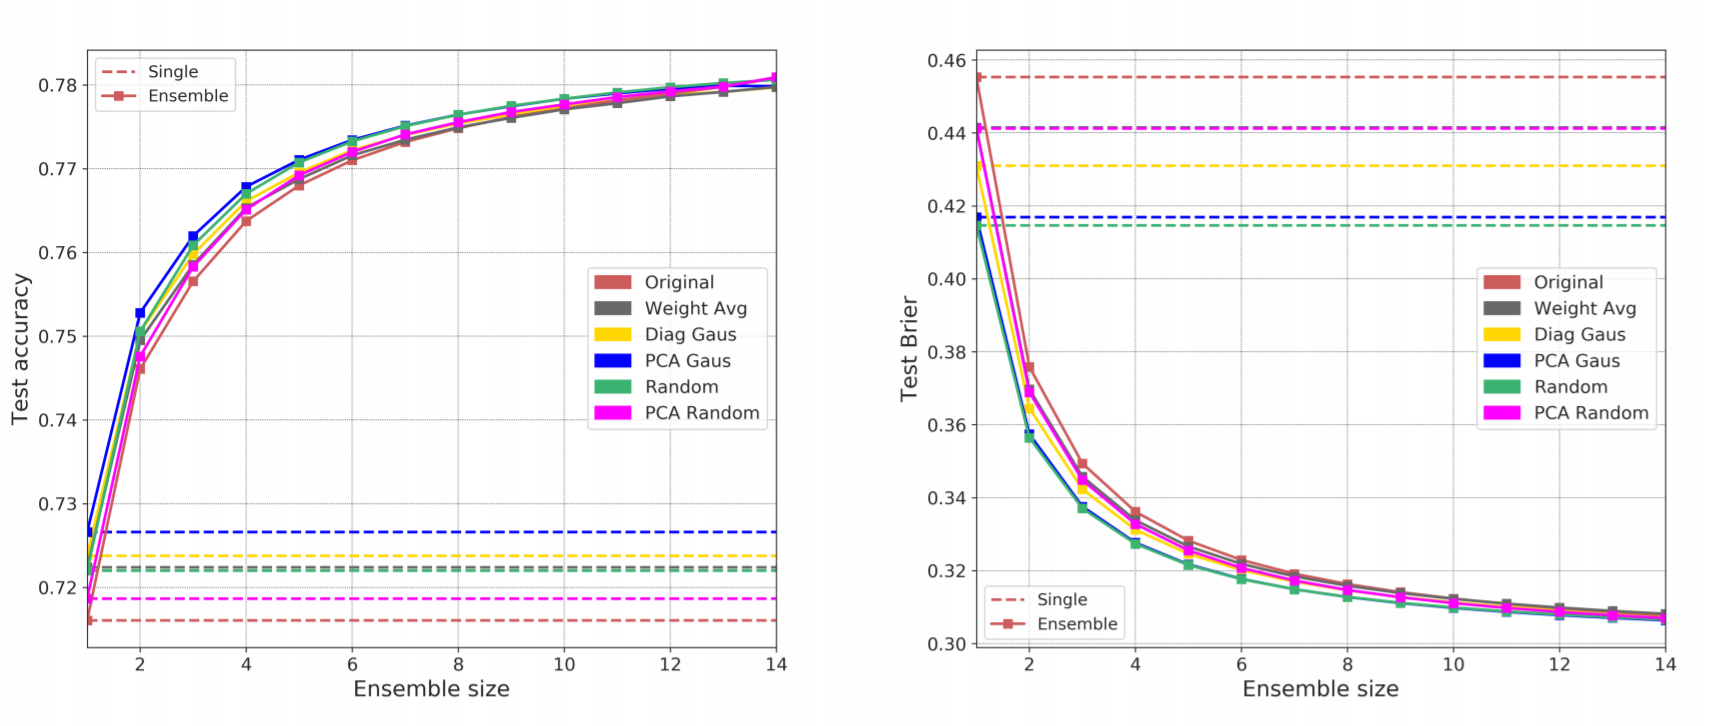 Single
Ensemble
0.78
0.77
0.76
0.75
0.74
0.73
0.72
Test accuracy
Original
Weight Avg
Diag Gaus
PCA Gaus
Random
PCA Random
2 4 6 8 10 12 14
Ensemble size
0.46
0.44
0.42
0.40
0.38
0.36
0.34
0.32
0.30
Test Brier
Original
Weight Avg
Diag Gaus
PCA Gaus
Random
PCA Random
Single
Ensemble
2 4 6 8 10 12 14
Ensemble size